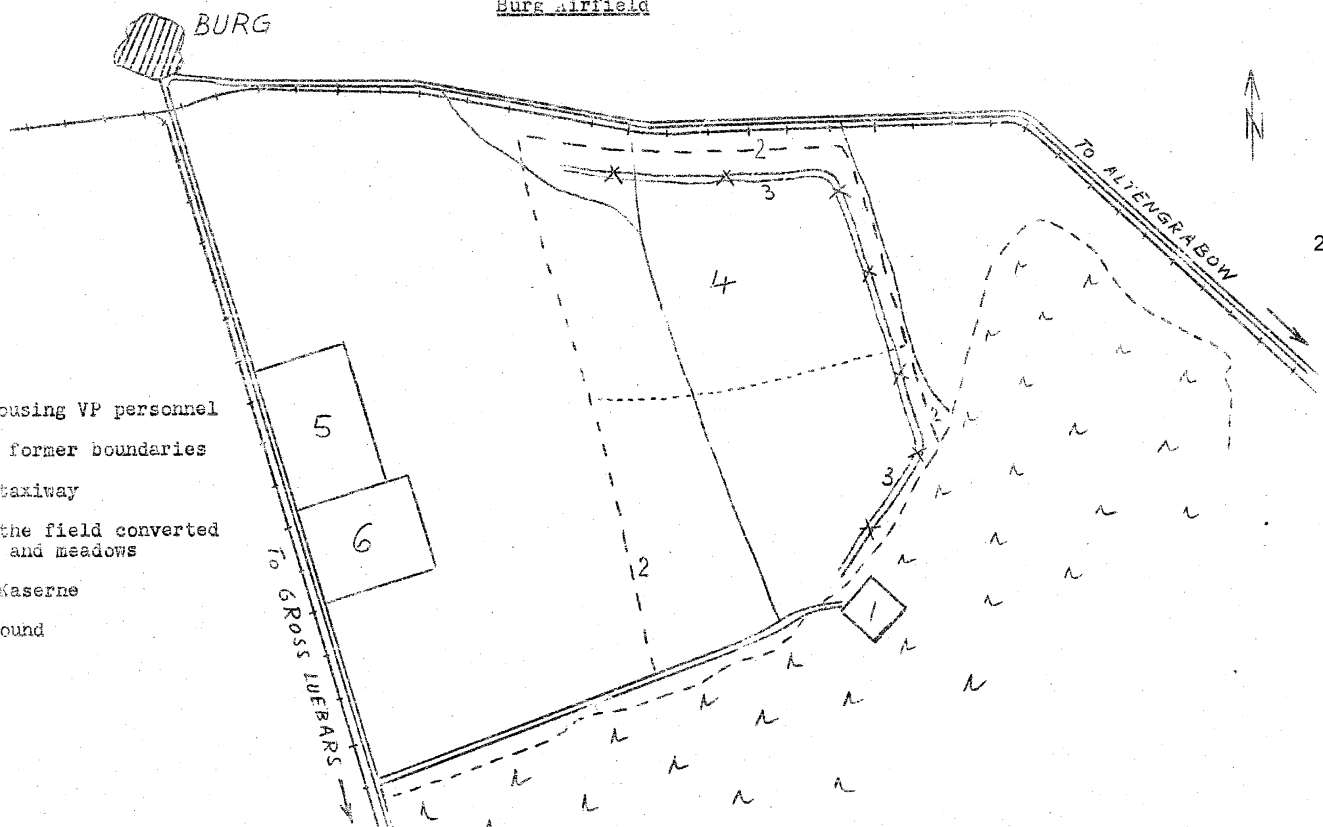 Burg Airfield
BURG
N
TO ALTENGRABOW
2
3
4
2
ousing VP personnel
former boundaries
taxiway
the field converted
and meadows
Kaserne
ound
5
6
2
3
2
1
TO GROSS LUEBARS